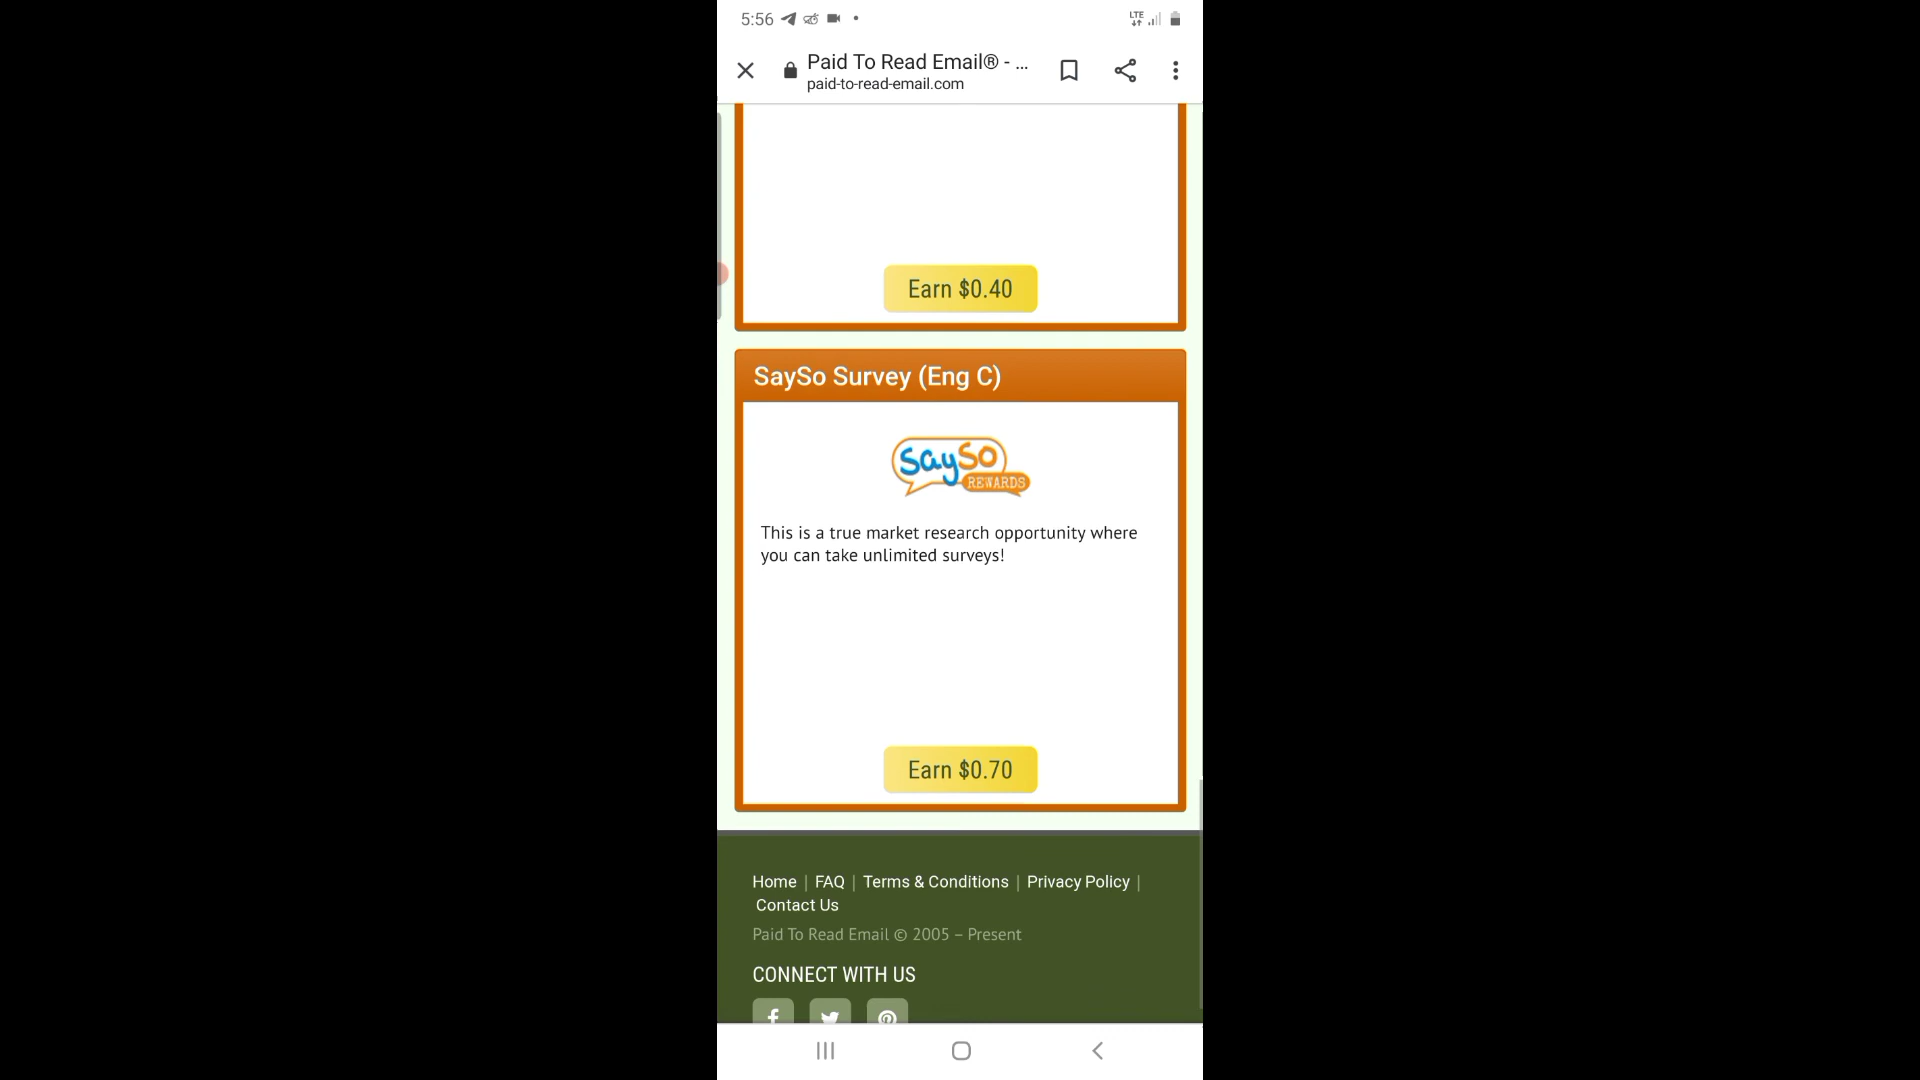 5:56
LTE
Paid To Read Email® - ...
paid-to-read-email.com
Earn $0.40
SaySo Survey (Eng C)
SaySo
REWARDS
This is a true market research opportunity where
you can take unlimited surveys!
Earn $0.70
Home | FAQ | Terms & Conditions | Privacy Policy |
Contact Us
Paid To Read Email © 2005 – Present
CONNECT WITH US